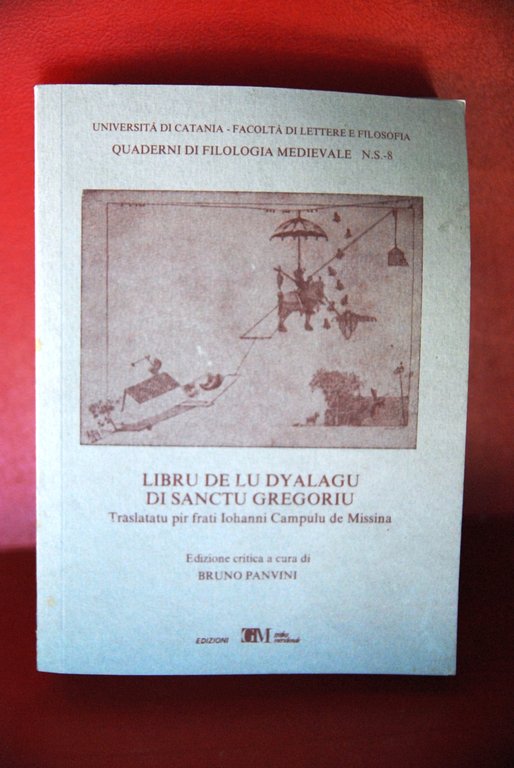 UNIVERSITÀ DI CATANIA - FACOLTÀ DI LETTERE E FILOSOFIA
QUADERNI DI FILOLOGIA MEDIEVALE N.S.-8
LIBRU DE LU DYALAGU
DI SANCTU GREGORIU
Traslatatu pir frati Iohanni Campulu de Missina
Edizione critica a cura di
BRUNO PANVINI
EDIZIONI GM